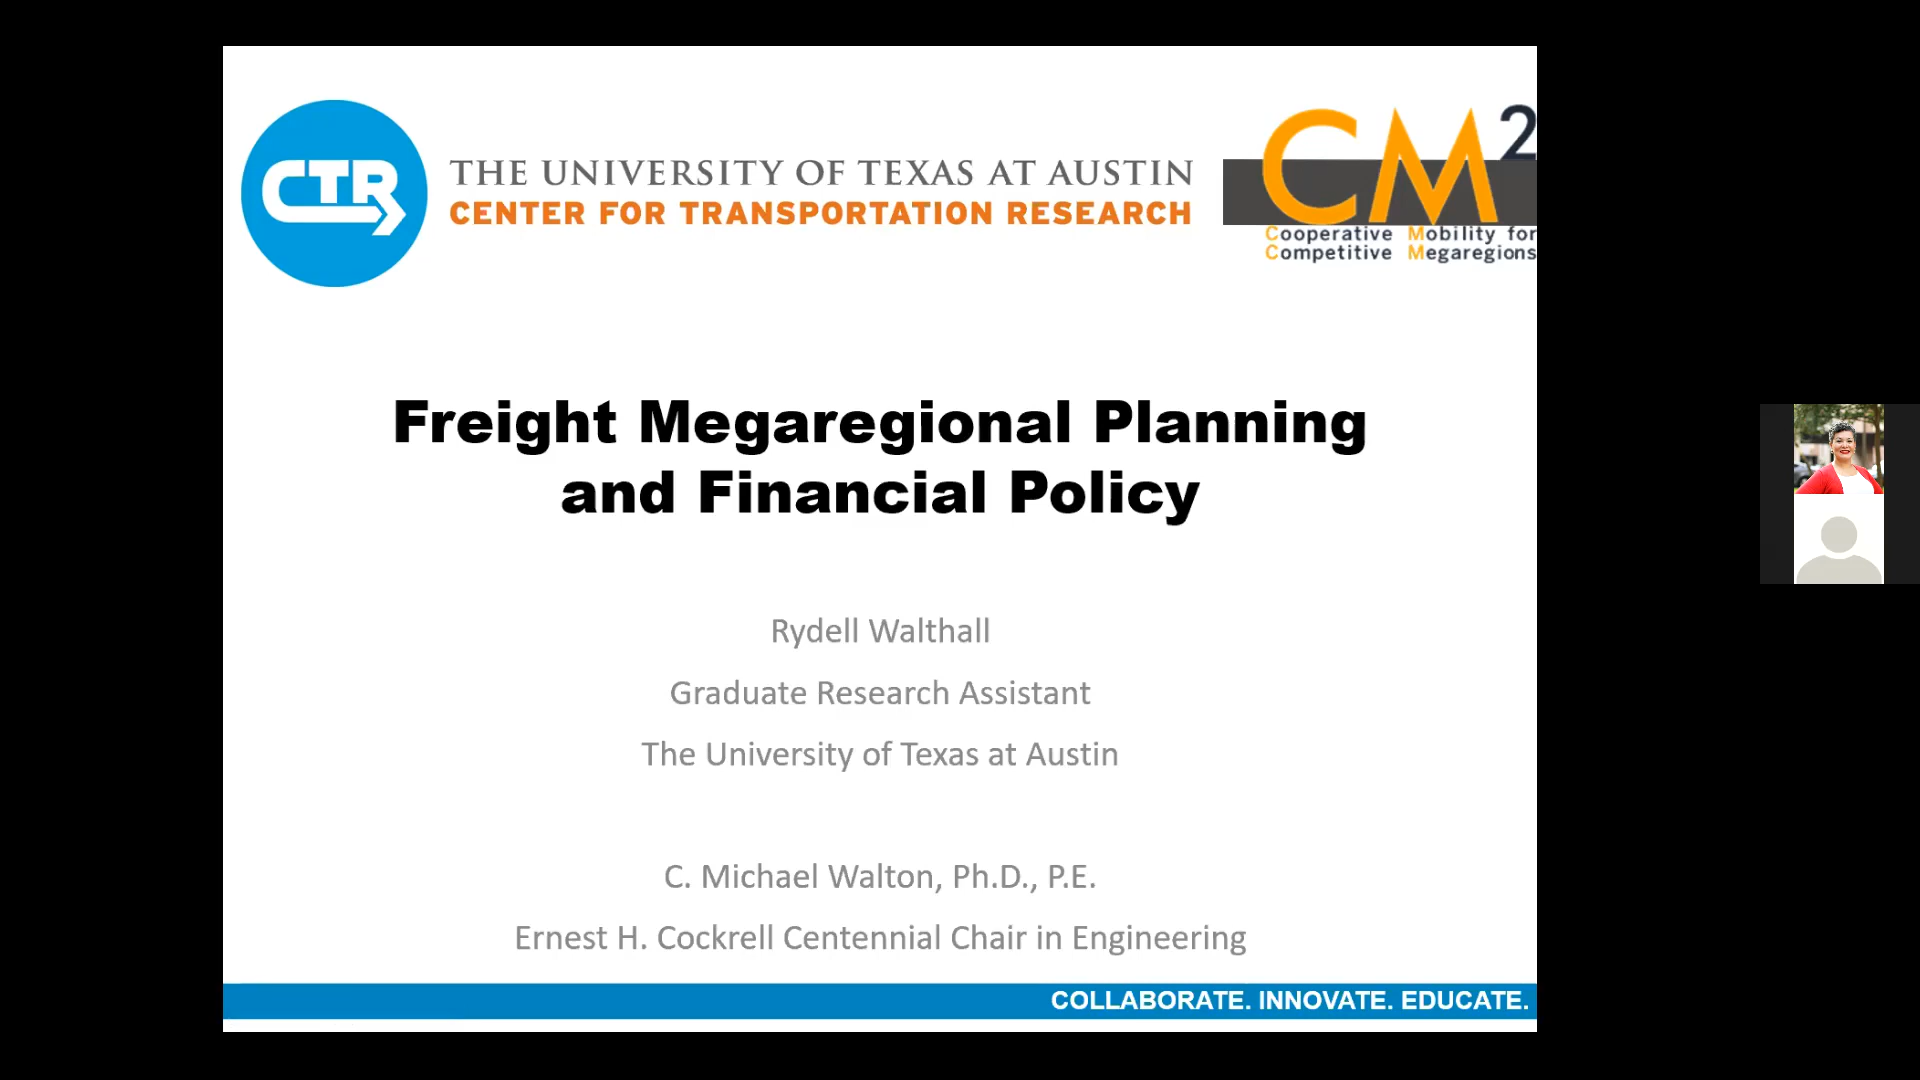 CTR
THE UNIVERSITY OF TEXAS AT AUSTIN
CENTER FOR TRANSPORTATION RESEARCH
CM2
Cooperative Mobility for
Competitive Megaregions
Freight Megaregional Planning
and Financial Policy
Rydell Walthall
Graduate Research Assistant
The University of Texas at Austin
C. Michael Walton, Ph.D., P.E.
Ernest H. Cockrell Centennial Chair in Engineering
COLLABORATE. INNOVATE. EDUCATE.